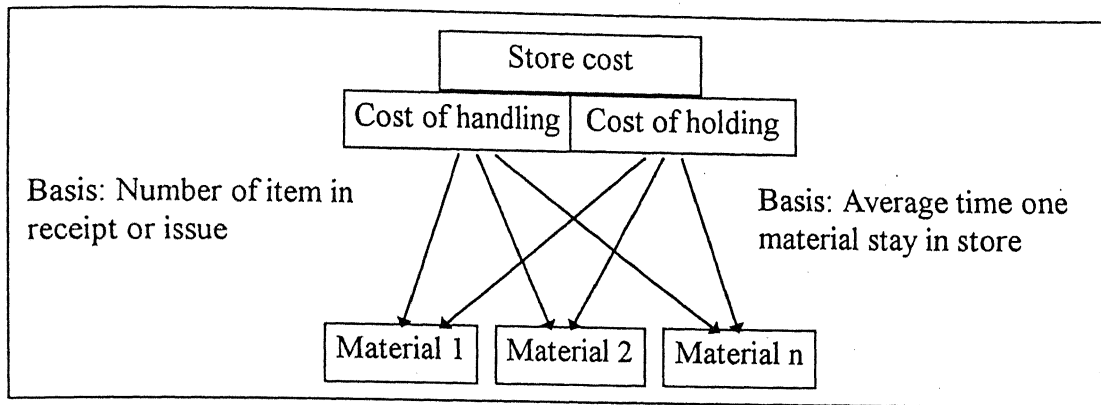 Store cost
Cost of handling
Cost of holding
Basis: Number of item in
receipt or issue
Basis: Average time one
material stay in store
Material 1
Material 2
Material n